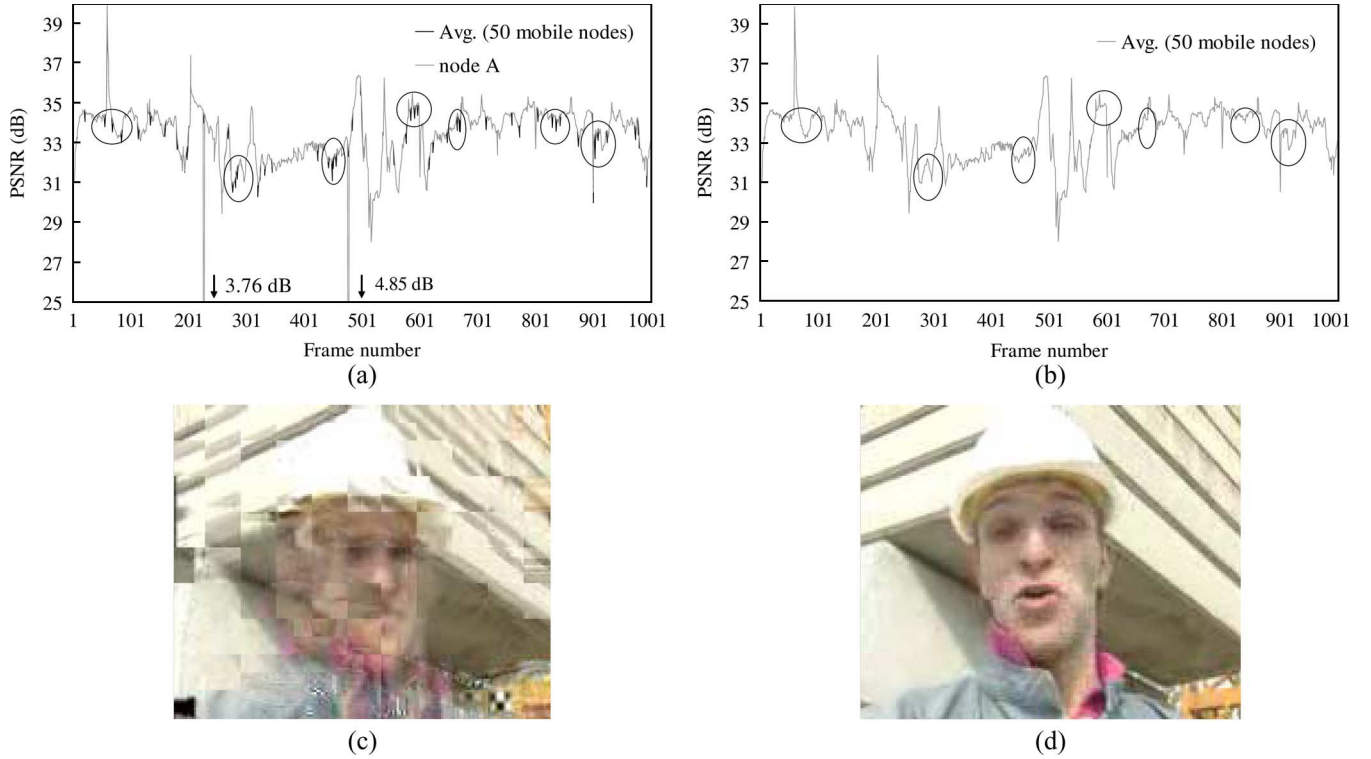 39
37
35
33
31
29
27
25
PSNR (dB)
Avg. (50 mobile nodes)
node A
3.76 dB
4.85 dB
1 101 201 301 401 501 601 701 801 901 1001
Frame number
(a)
39
37
35
33
31
29
27
25
PSNR (dB)
Avg. (50 mobile nodes)
1 101 201 301 401 501 601 701 801 901 1001
Frame number
(b)
(c)
(d)